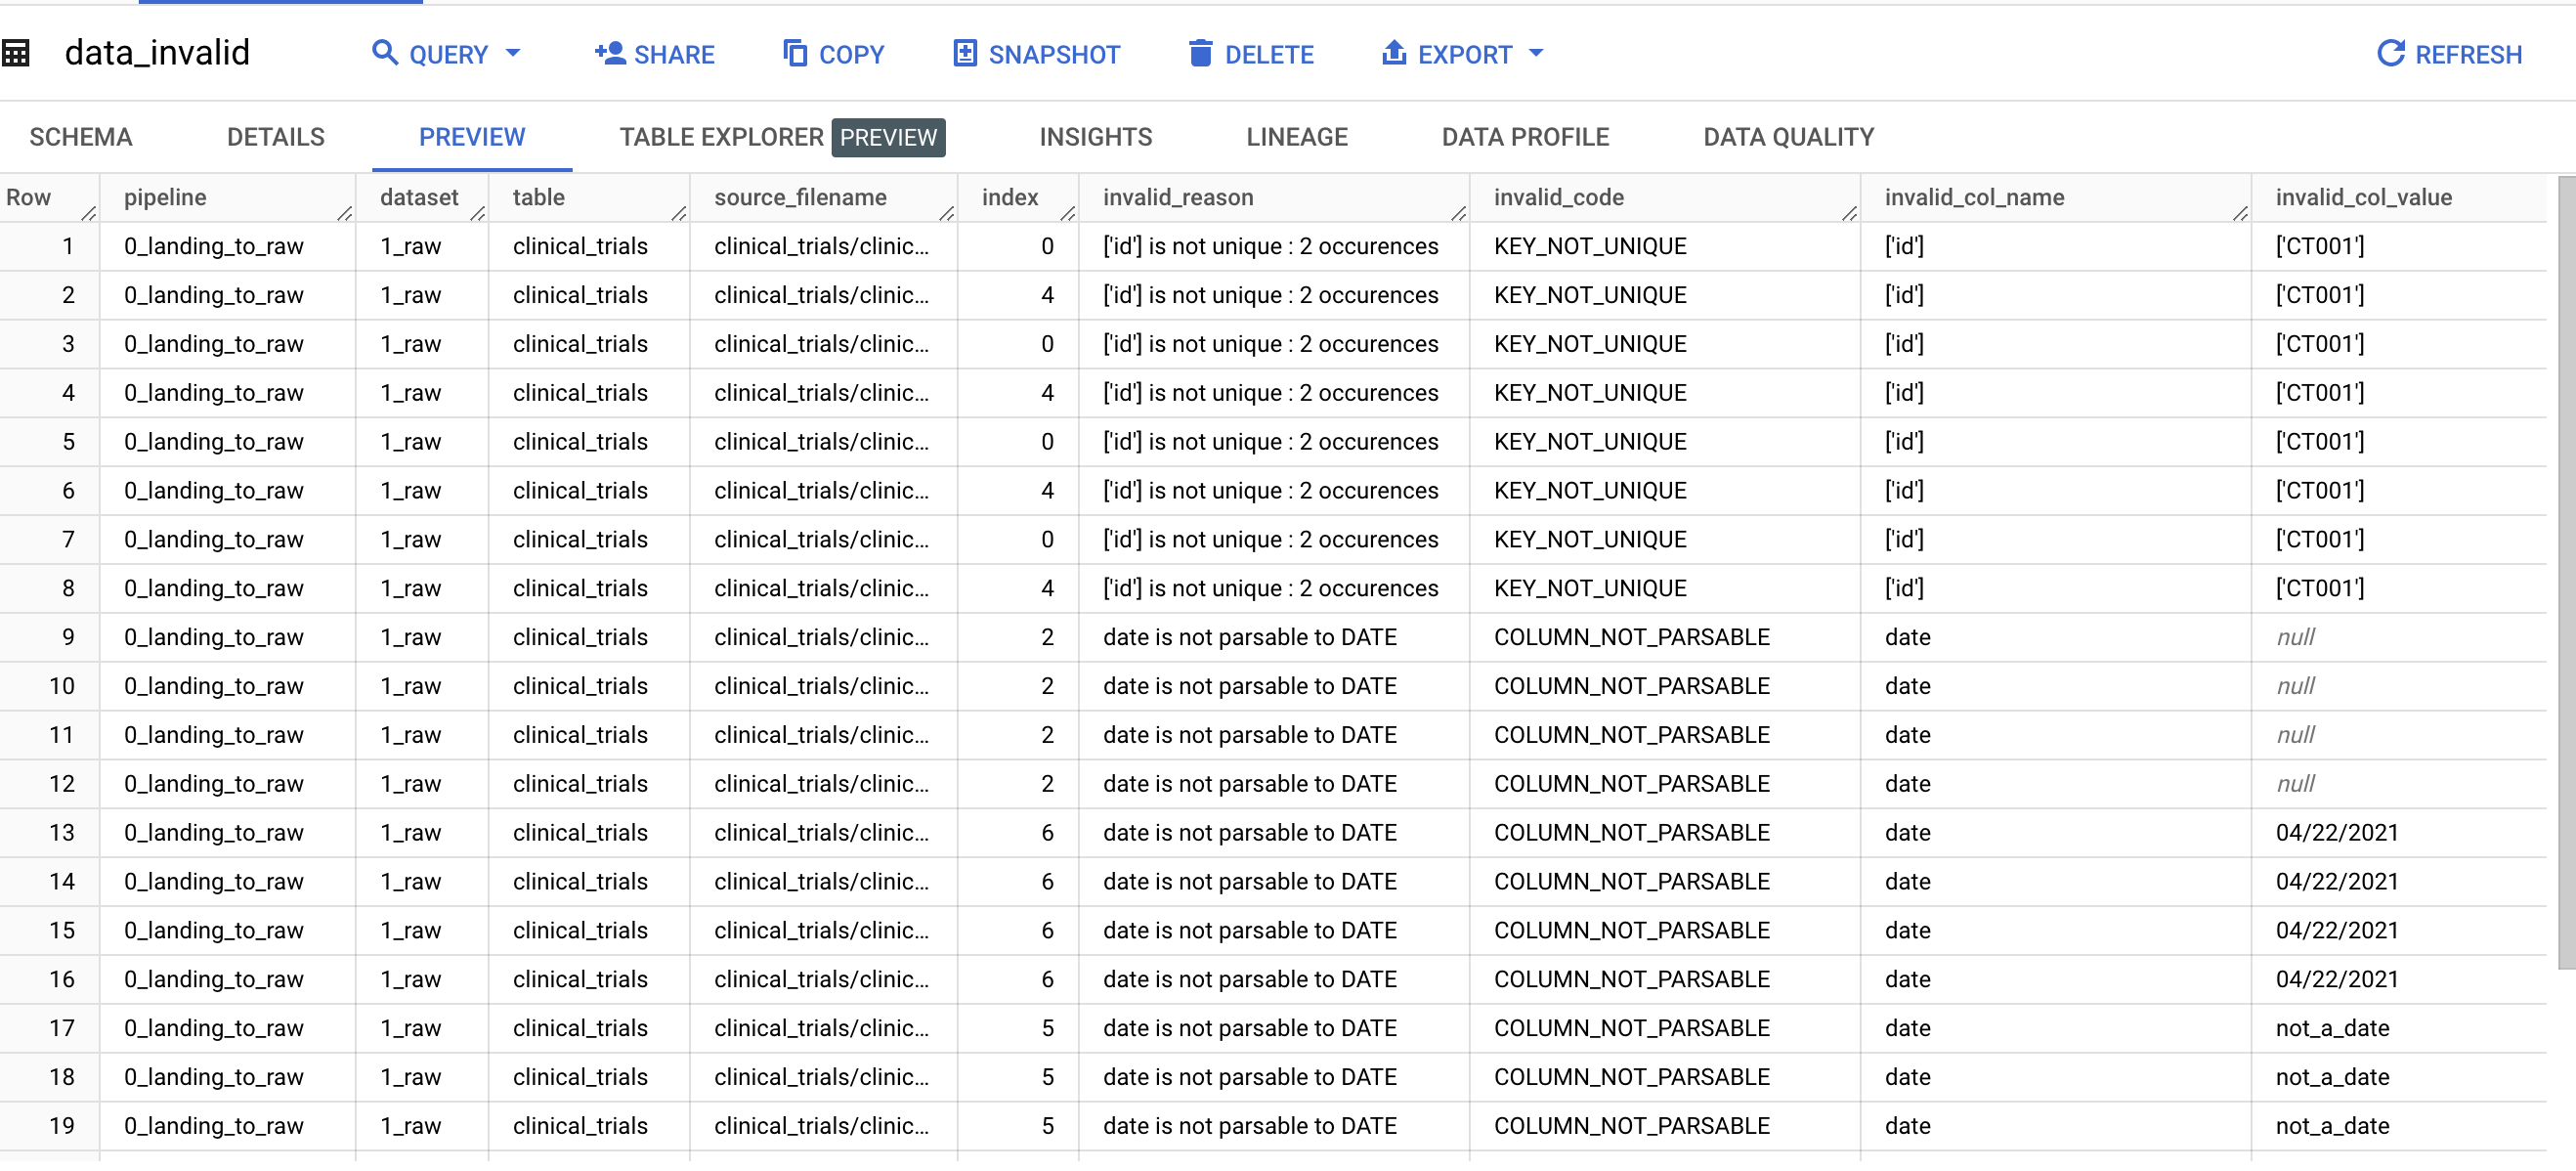 data_invalid QUERY SHARE COPY SNAPSHOT DELETE EXPORT REFRESH
SCHEMA DETAILS PREVIEW TABLE EXPLORER PREVIEW INSIGHTS LINEAGE DATA PROFILE DATA QUALITY
Row pipeline dataset table source_filename index invalid_reason invalid_code invalid_col_name invalid_col_value
1 0_landing_to_raw 1_raw clinical_trials clinical_trials/clinic... 0 ['id'] is not unique : 2 occurences KEY_NOT_UNIQUE ['id'] ['CT001']
2 0_landing_to_raw 1_raw clinical_trials clinical_trials/clinic... 4 ['id'] is not unique : 2 occurences KEY_NOT_UNIQUE ['id'] ['CT001']
3 0_landing_to_raw 1_raw clinical_trials clinical_trials/clinic... 0 ['id'] is not unique : 2 occurences KEY_NOT_UNIQUE ['id'] ['CT001']
4 0_landing_to_raw 1_raw clinical_trials clinical_trials/clinic... 4 ['id'] is not unique : 2 occurences KEY_NOT_UNIQUE ['id'] ['CT001']
5 0_landing_to_raw 1_raw clinical_trials clinical_trials/clinic... 0 ['id'] is not unique : 2 occurences KEY_NOT_UNIQUE ['id'] ['CT001']
6 0_landing_to_raw 1_raw clinical_trials clinical_trials/clinic... 4 ['id'] is not unique : 2 occurences KEY_NOT_UNIQUE ['id'] ['CT001']
7 0_landing_to_raw 1_raw clinical_trials clinical_trials/clinic... 0 ['id'] is not unique : 2 occurences KEY_NOT_UNIQUE ['id'] ['CT001']
8 0_landing_to_raw 1_raw clinical_trials clinical_trials/clinic... 4 ['id'] is not unique : 2 occurences KEY_NOT_UNIQUE ['id'] ['CT001']
9 0_landing_to_raw 1_raw clinical_trials clinical_trials/clinic... 2 date is not parsable to DATE COLUMN_NOT_PARSABLE date null
10 0_landing_to_raw 1_raw clinical_trials clinical_trials/clinic... 2 date is not parsable to DATE COLUMN_NOT_PARSABLE date null
11 0_landing_to_raw 1_raw clinical_trials clinical_trials/clinic... 2 date is not parsable to DATE COLUMN_NOT_PARSABLE date null
12 0_landing_to_raw 1_raw clinical_trials clinical_trials/clinic... 2 date is not parsable to DATE COLUMN_NOT_PARSABLE date null
13 0_landing_to_raw 1_raw clinical_trials clinical_trials/clinic... 6 date is not parsable to DATE COLUMN_NOT_PARSABLE date 04/22/2021
14 0_landing_to_raw 1_raw clinical_trials clinical_trials/clinic... 6 date is not parsable to DATE COLUMN_NOT_PARSABLE date 04/22/2021
15 0_landing_to_raw 1_raw clinical_trials clinical_trials/clinic... 6 date is not parsable to DATE COLUMN_NOT_PARSABLE date 04/22/2021
16 0_landing_to_raw 1_raw clinical_trials clinical_trials/clinic... 6 date is not parsable to DATE COLUMN_NOT_PARSABLE date 04/22/2021
17 0_landing_to_raw 1_raw clinical_trials clinical_trials/clinic... 5 date is not parsable to DATE COLUMN_NOT_PARSABLE date not_a_date
18 0_landing_to_raw 1_raw clinical_trials clinical_trials/clinic... 5 date is not parsable to DATE COLUMN_NOT_PARSABLE date not_a_date
19 0_landing_to_raw 1_raw clinical_trials clinical_trials/clinic... 5 date is not parsable to DATE COLUMN_NOT_PARSABLE date not_a_date